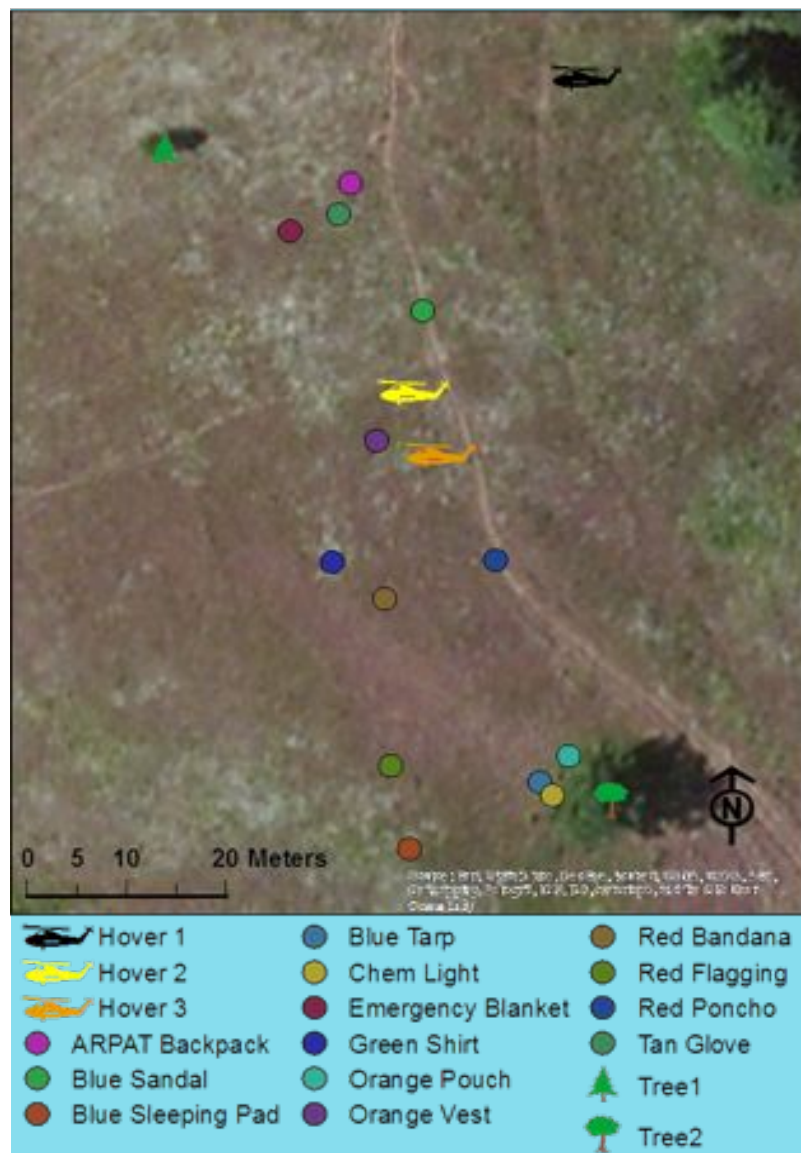 N
0 5 10 20 Meters
Hover 1 Blue Tarp Red Bandana
Hover 2 Chem Light Red Flagging
Hover 3 Emergency Blanket Red Poncho
ARPAT Backpack Green Shirt Tan Glove
Blue Sandal Orange Pouch Tree1
Blue Sleeping Pad Orange Vest Tree2